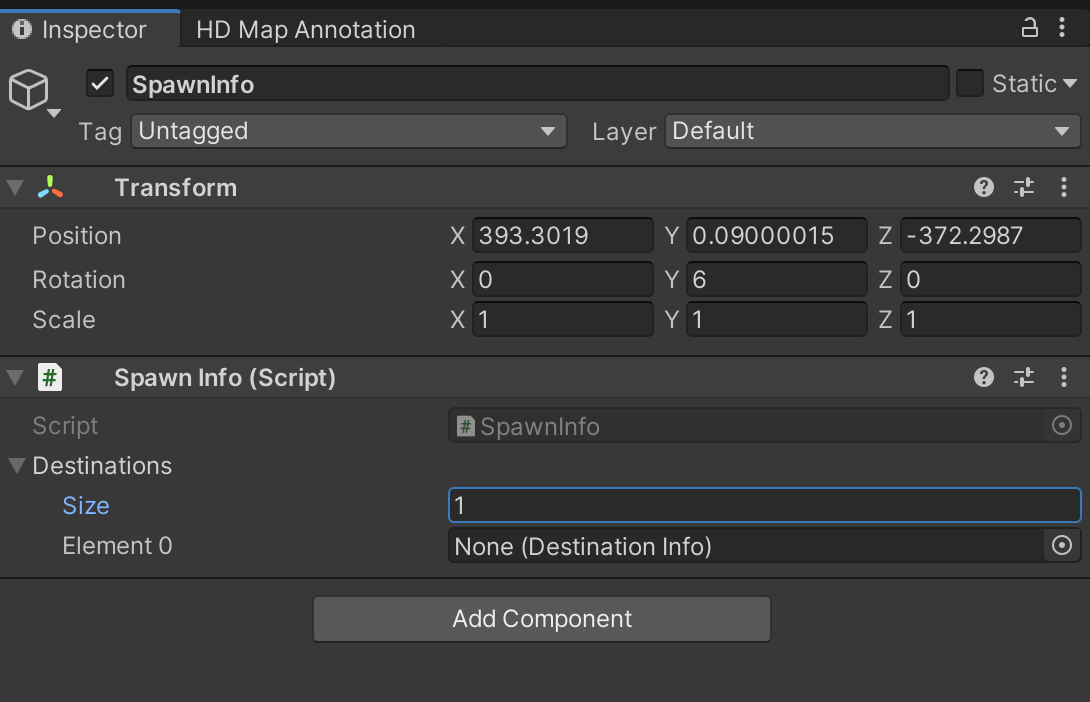 Inspector HD Map Annotation
SpawnInfo Static
Tag Untagged Layer Default
Transform
Position X 393.3019 Y 0.09000015 Z -372.2987
Rotation X 0 Y 6 Z 0
Scale X 1 Y 1 Z 1
# Spawn Info (Script)
Script # SpawnInfo
Destinations
Size 1
Element 0 None (Destination Info)
Add Component